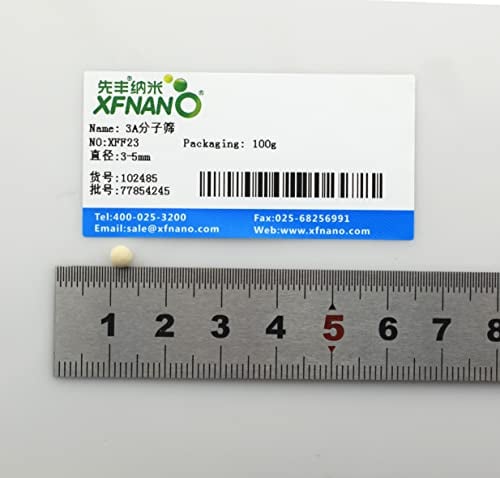 先丰®纳米
XFNANO®
Name: 3A分子筛
NO:XFF23 Packaging: 100g
直径:3-5mm
货号:102485
批号:77854245
Tel:400-025-3200 Fax:025-68256991
Email:sale@xfnano.com Web:www.xfnano.com
1 2 3 4 5 6 7 8